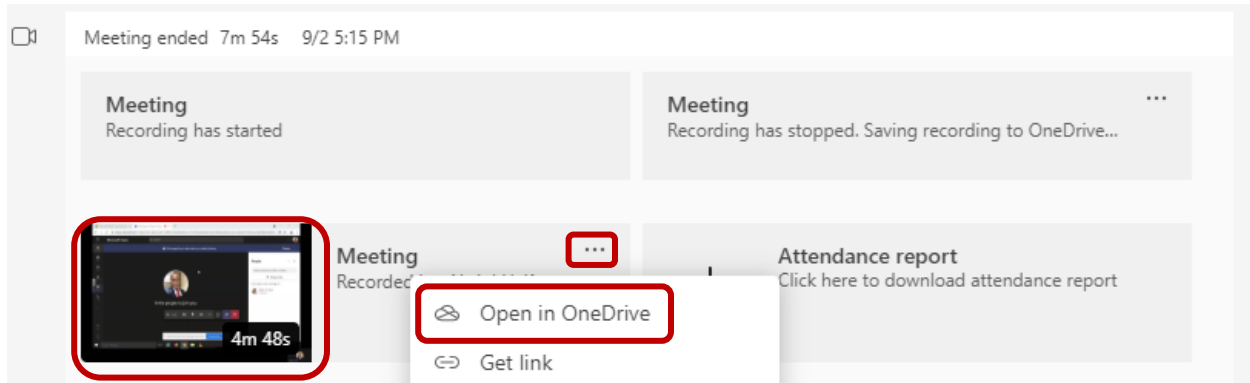 Meeting ended 7m 54s 9/2 5:15 PM
Meeting
Recording has started
Meeting
Recording has stopped. Saving recording to OneDrive...
4m 48s
Meeting
Recorded
Open in OneDrive
Get link
Attendance report
Click here to download attendance report